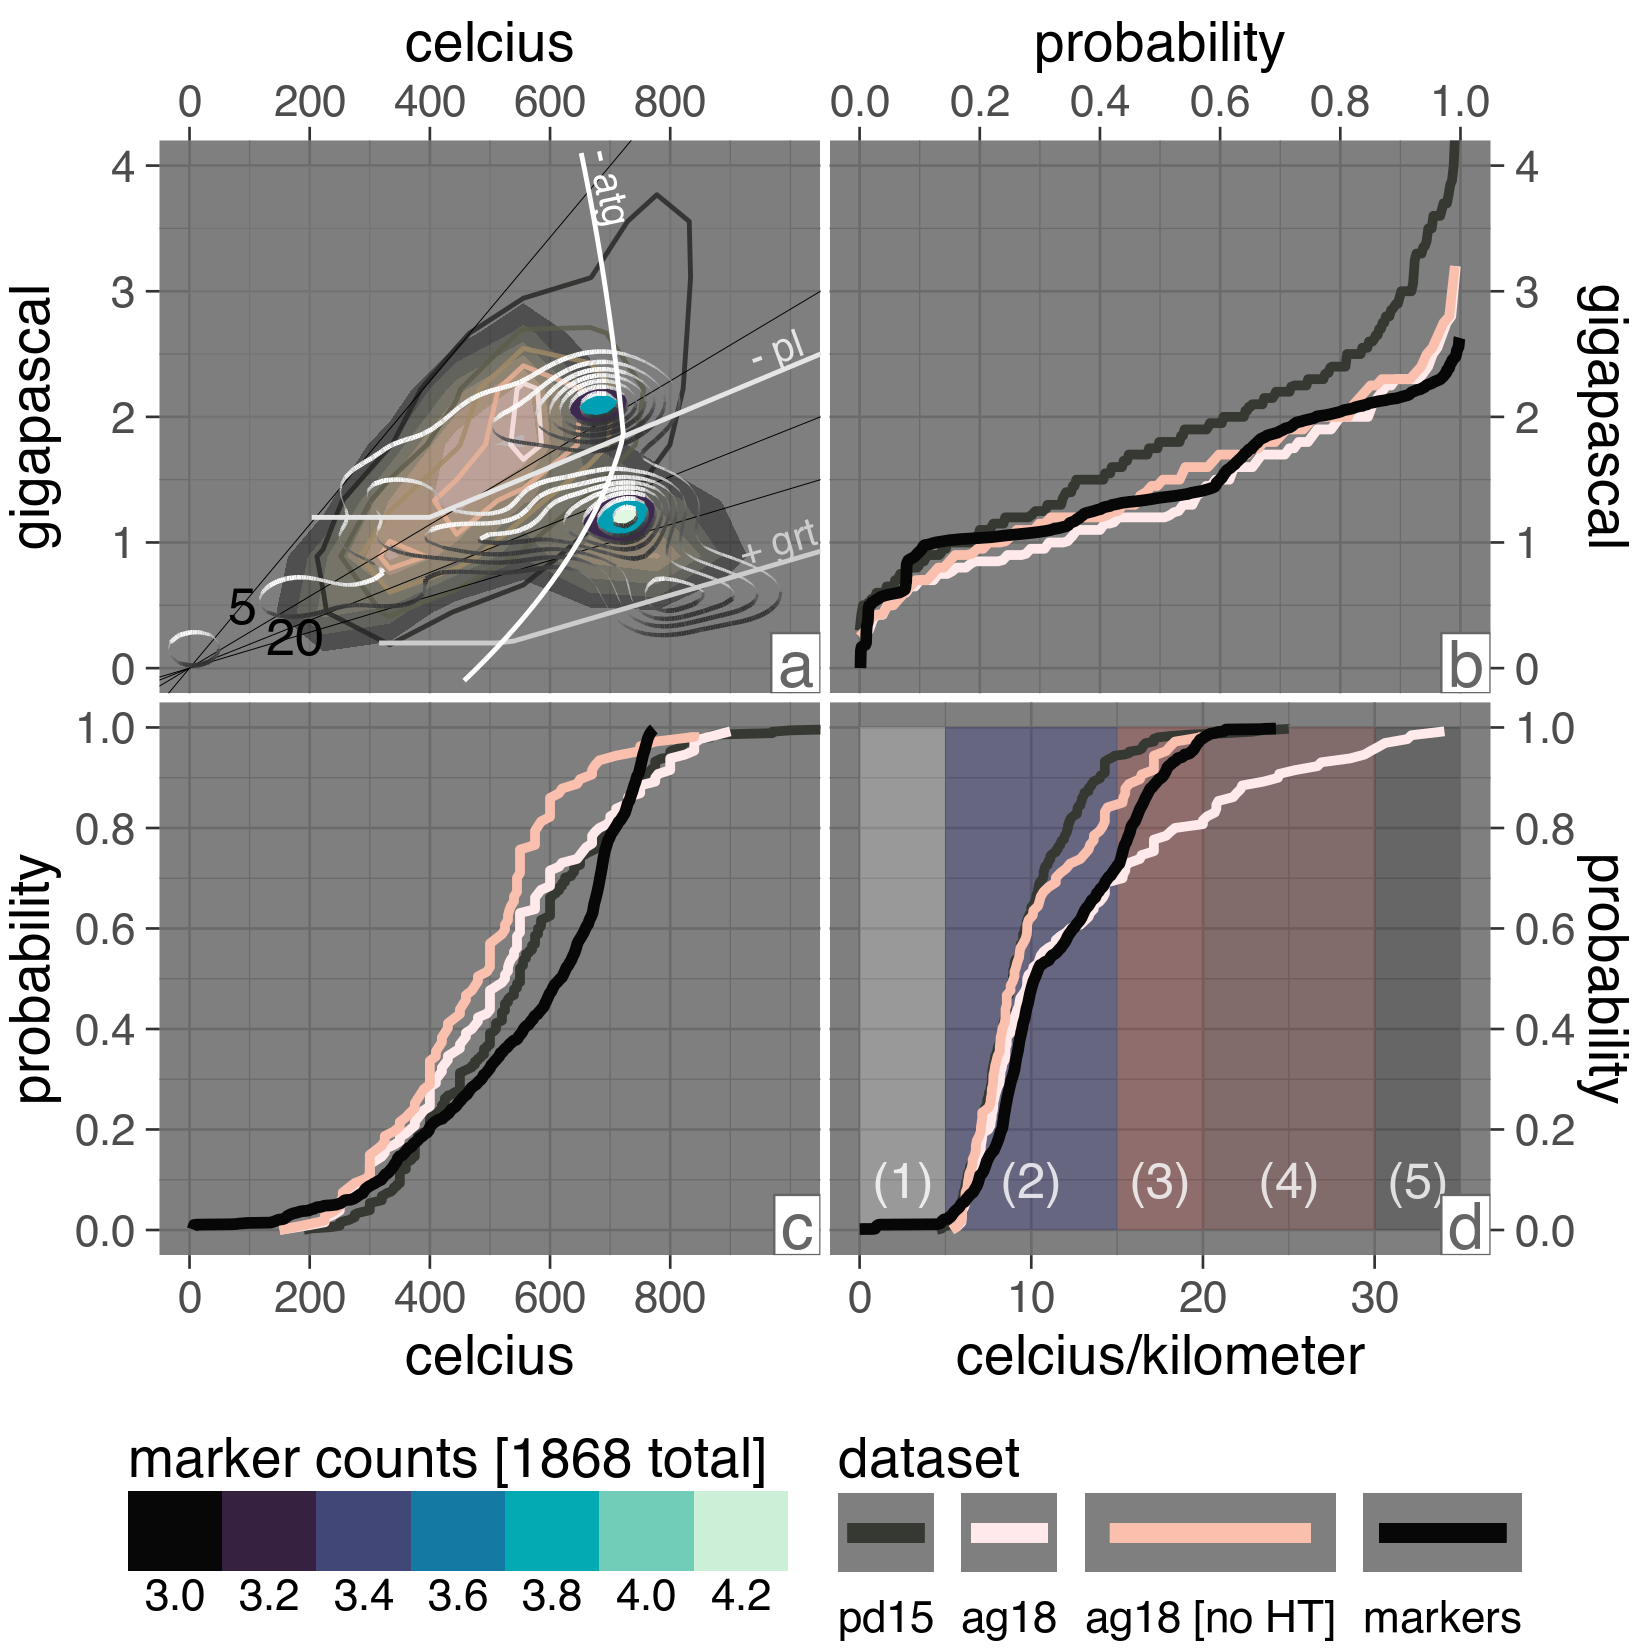 celcius
probability
0 200 400 600 800
0.0 0.2 0.4 0.6 0.8 1.0
gigapascal
4
3
2
1
0
- atg
- pl
+ grt
5
20
a
b
4
3
2
1
0
gigapascal
probability
1.0
0.8
0.6
0.4
0.2
0.0
c
(1) (2) (3) (4) (5)
d
1.0
0.8
0.6
0.4
0.2
0.0
probability
0 200 400 600 800
0 10 20 30
celcius
celcius/kilometer
marker counts [1868 total]
3.0 3.2 3.4 3.6 3.8 4.0 4.2
dataset
pd15 ag18 ag18 [no HT] markers